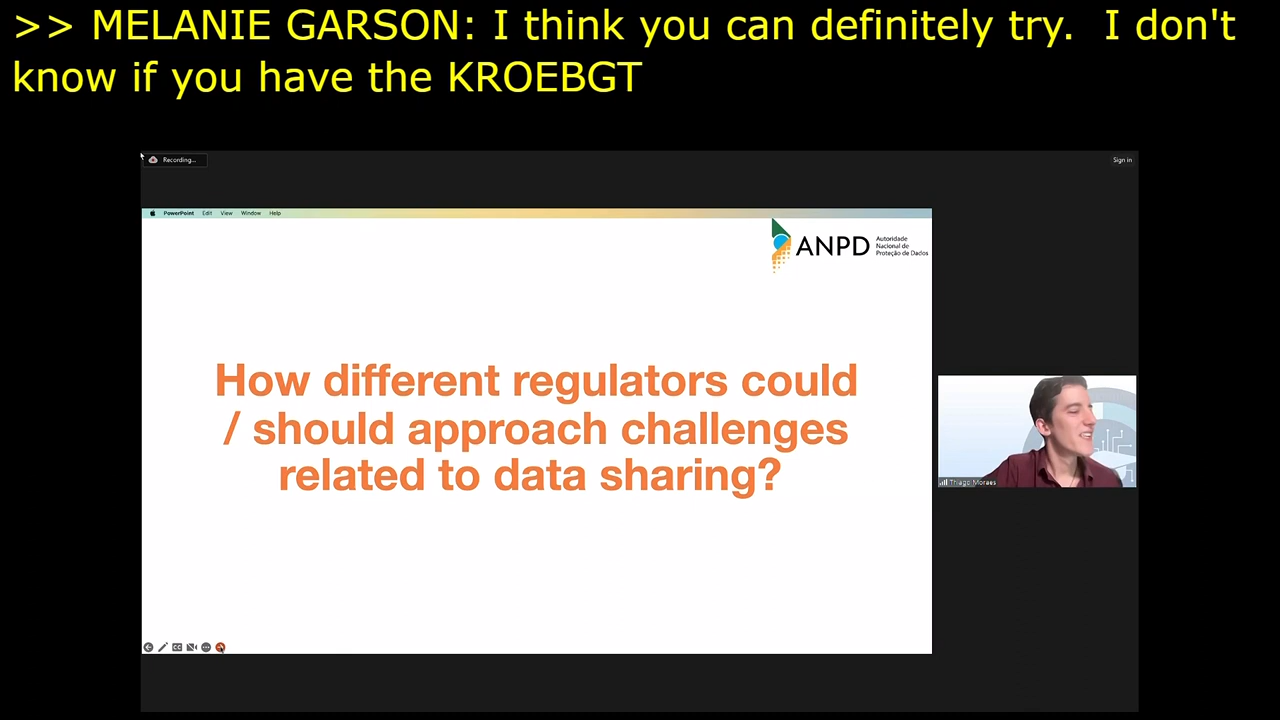 >> MELANIE GARSON: I think you can definitely try.  I don't
know if you have the KROEBGT
Recording...
Sign in
PowerPoint Edit View Window Help
ANPD
Autoridade
Nacional de
Proteção de Dados
How different regulators could
/ should approach challenges
related to data sharing?
Thiago Moraes